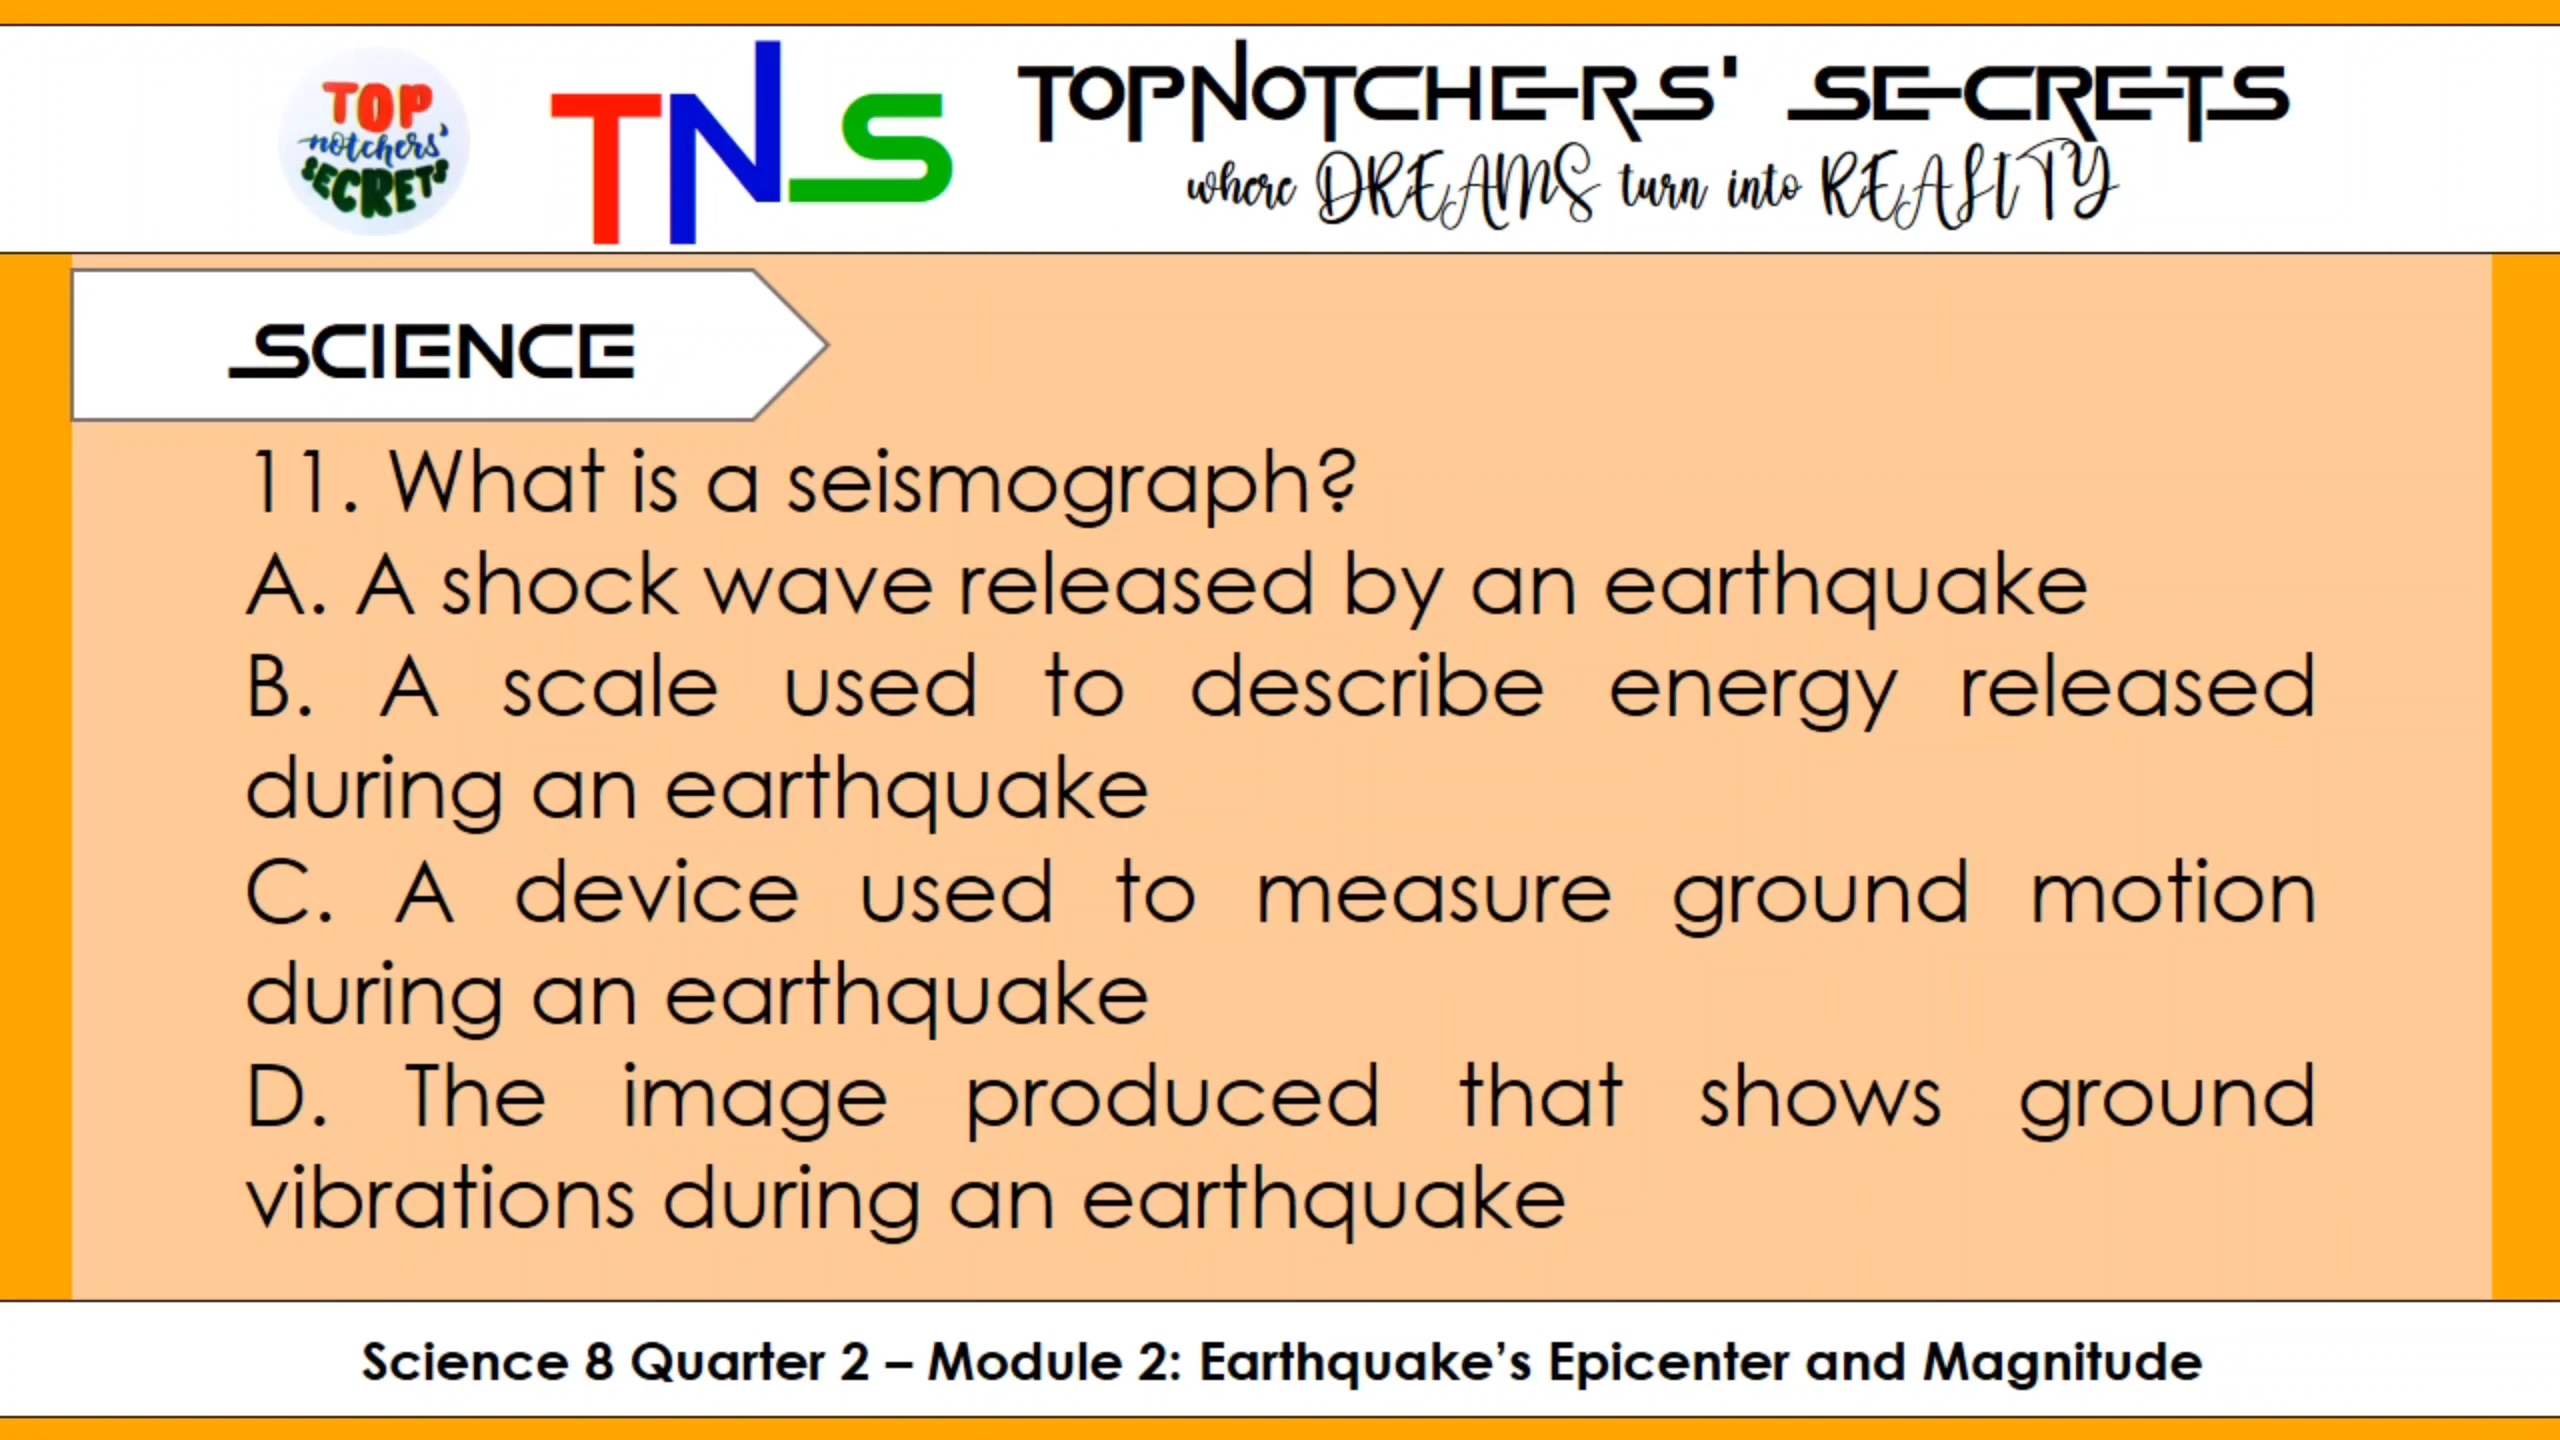 TOP
notchers'
SECRETS
TNS
TOPNOTCHERS' SECRETS
where DREAMS turn into REALITY
SCIENCE
11. What is a seismograph?
A. A shock wave released by an earthquake
B. A scale used to describe energy released
during an earthquake
C. A device used to measure ground motion
during an earthquake
D. The image produced that shows ground
vibrations during an earthquake
Science 8 Quarter 2 – Module 2: Earthquake’s Epicenter and Magnitude